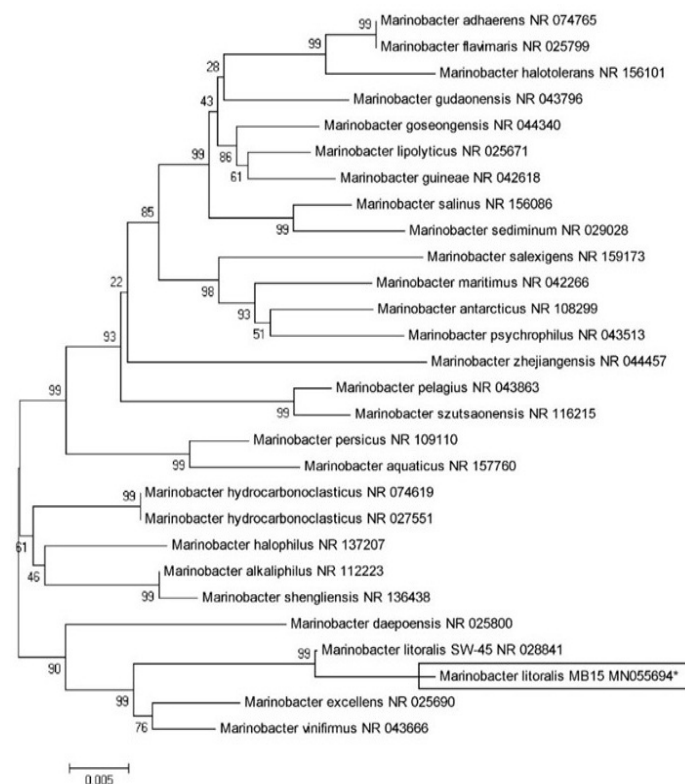 99
Marinobacter adhaerens NR 074765
99
Marinobacter flavimaris NR 025799
28
Marinobacter halotolerans NR 156101
43
Marinobacter gudaonensis NR 043796
Marinobacter goseongensis NR 044340
99
86
Marinobacter lipolyticus NR 025671
61
Marinobacter guineae NR 042618
85
Marinobacter salinus NR 156086
99
Marinobacter sediminum NR 029028
Marinobacter salexigens NR 159173
22
98
Marinobacter maritimus NR 042266
93
Marinobacter antarcticus NR 108299
93
51
Marinobacter psychrophilus NR 043513
Marinobacter zhejiangensis NR 044457
99
Marinobacter pelagius NR 043863
99
Marinobacter szutsaonensis NR 116215
Marinobacter persicus NR 109110
99
Marinobacter aquaticus NR 157760
99
Marinobacter hydrocarbonoclasticus NR 074619
Marinobacter hydrocarbonoclasticus NR 027551
61
Marinobacter halophilus NR 137207
46
Marinobacter alkaliphilus NR 112223
99
Marinobacter shengliensis NR 136438
Marinobacter daepoensis NR 025800
90
99
Marinobacter litoralis SW-45 NR 028841
Marinobacter litoralis MB15 MN055694*
99
Marinobacter excellens NR 025690
76
Marinobacter vinifirmus NR 043666
0.005